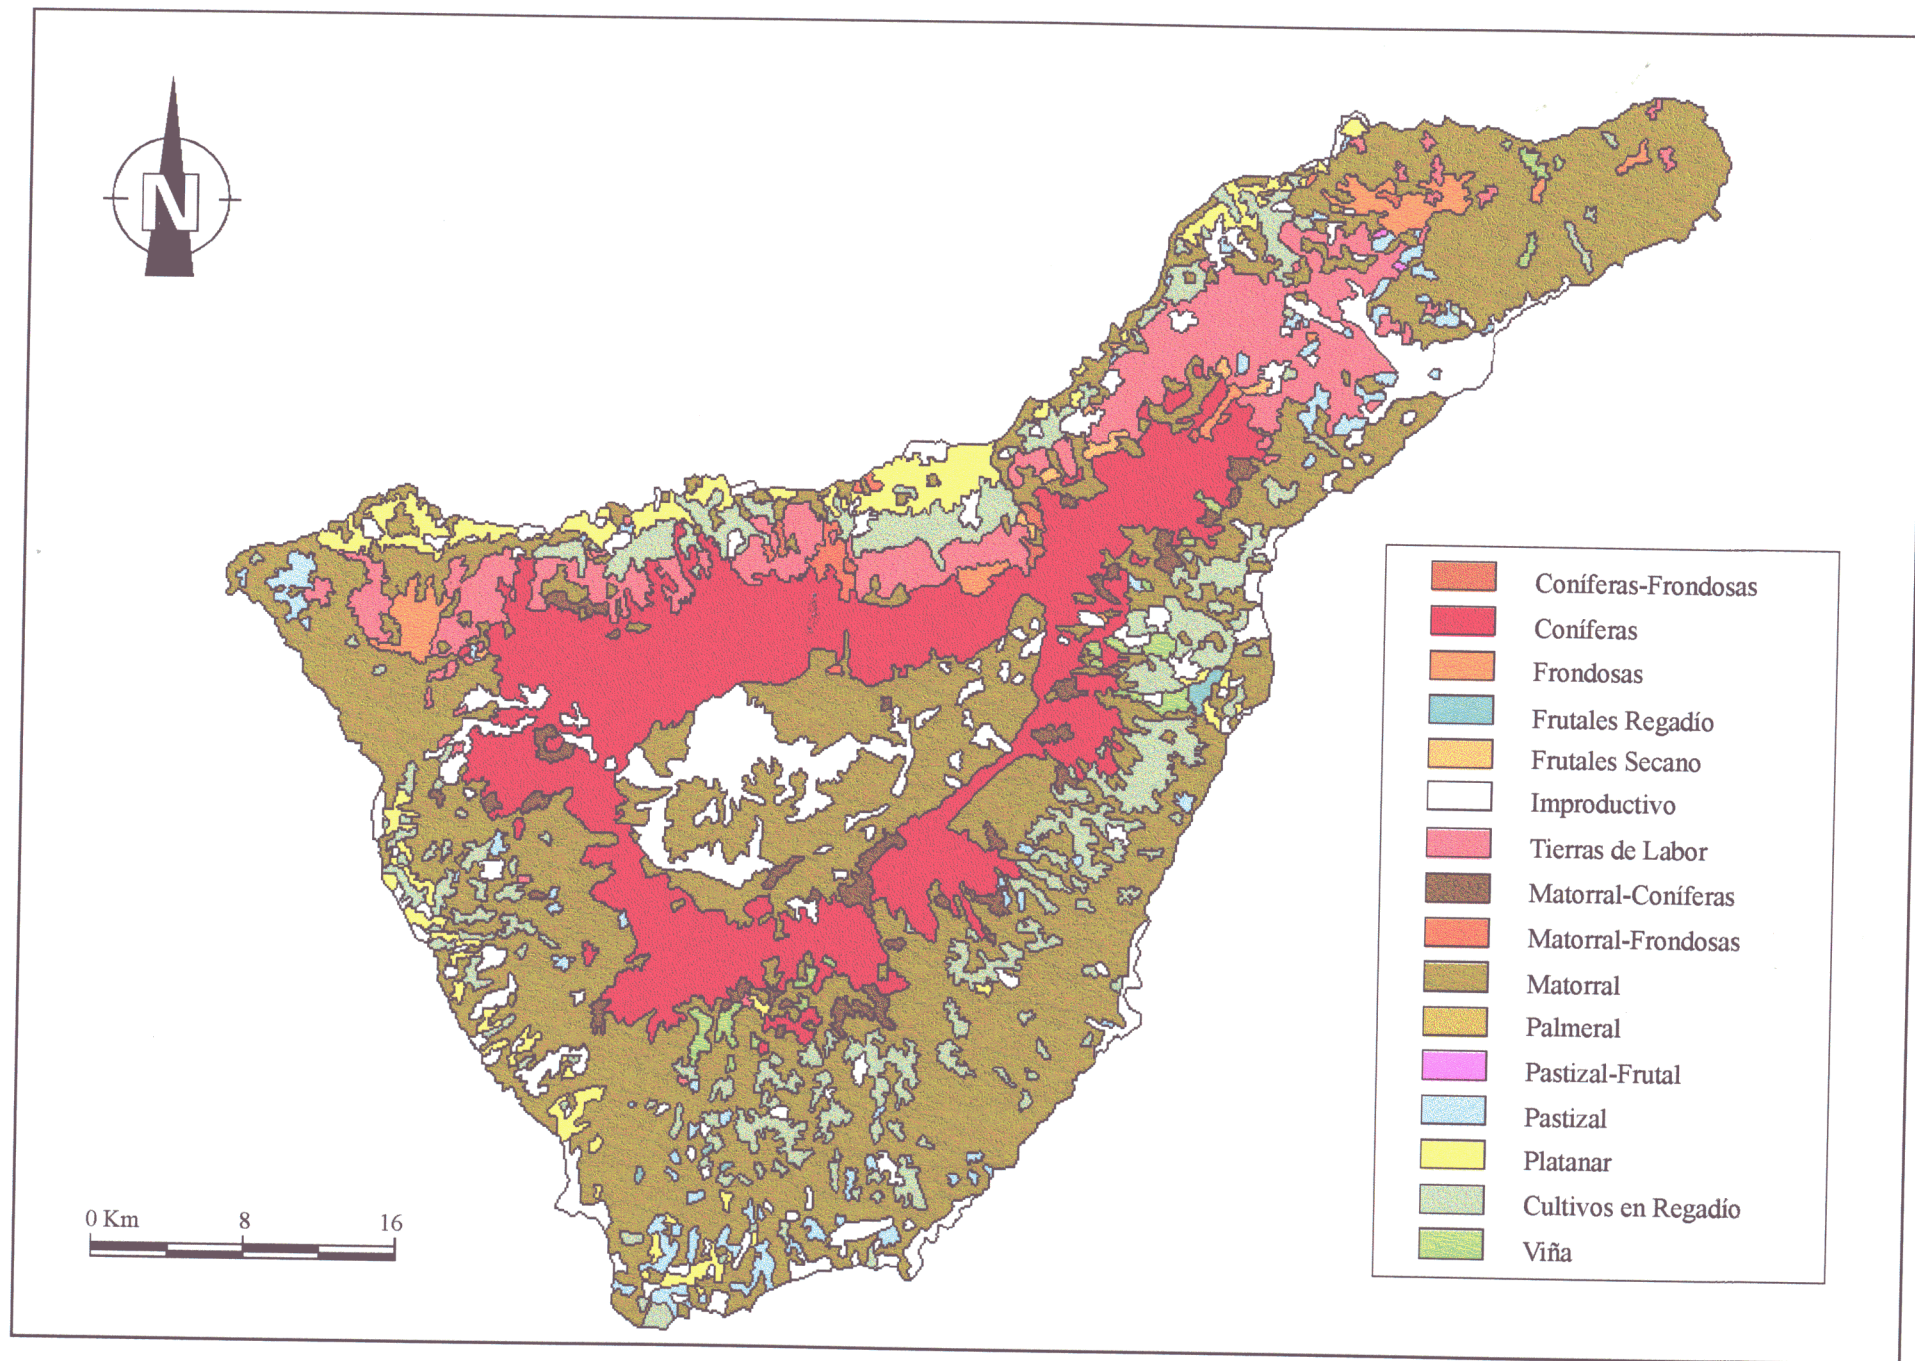 N
Coníferas-Frondosas
Coníferas
Frondosas
Frutales Regadío
Frutales Secano
Improductivo
Tierras de Labor
Matorral-Coníferas
Matorral-Frondosas
Matorral
Palmeral
Pastizal-Frutal
Pastizal
Platanar
Cultivos en Regadío
Viña
0 Km 8 16